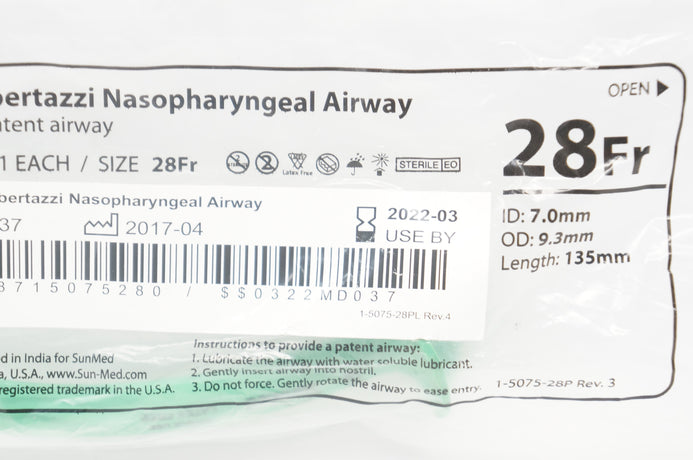 bertazzi Nasopharyngeal Airway
atent airway
OPEN
1 EACH / SIZE 28Fr
Latex Free
STERILE EO
28Fr
ID: 7.0mm
OD: 9.3mm
Length: 135mm
bertazzi Nasopharyngeal Airway
37
2017-04
2022-03
USE BY
8715075280 / $$0322MD037
1-5075-28PL Rev.4
d in India for SunMed
a, U.S.A., www.Sun-Med.com
registered trademark in the U.S.A.
Instructions to provide a patent airway:
1. Lubricate the airway with water soluble lubricant.
2. Gently insert airway into nostril.
3. Do not force. Gently rotate the airway to ease entry.
1-5075-28P Rev. 3